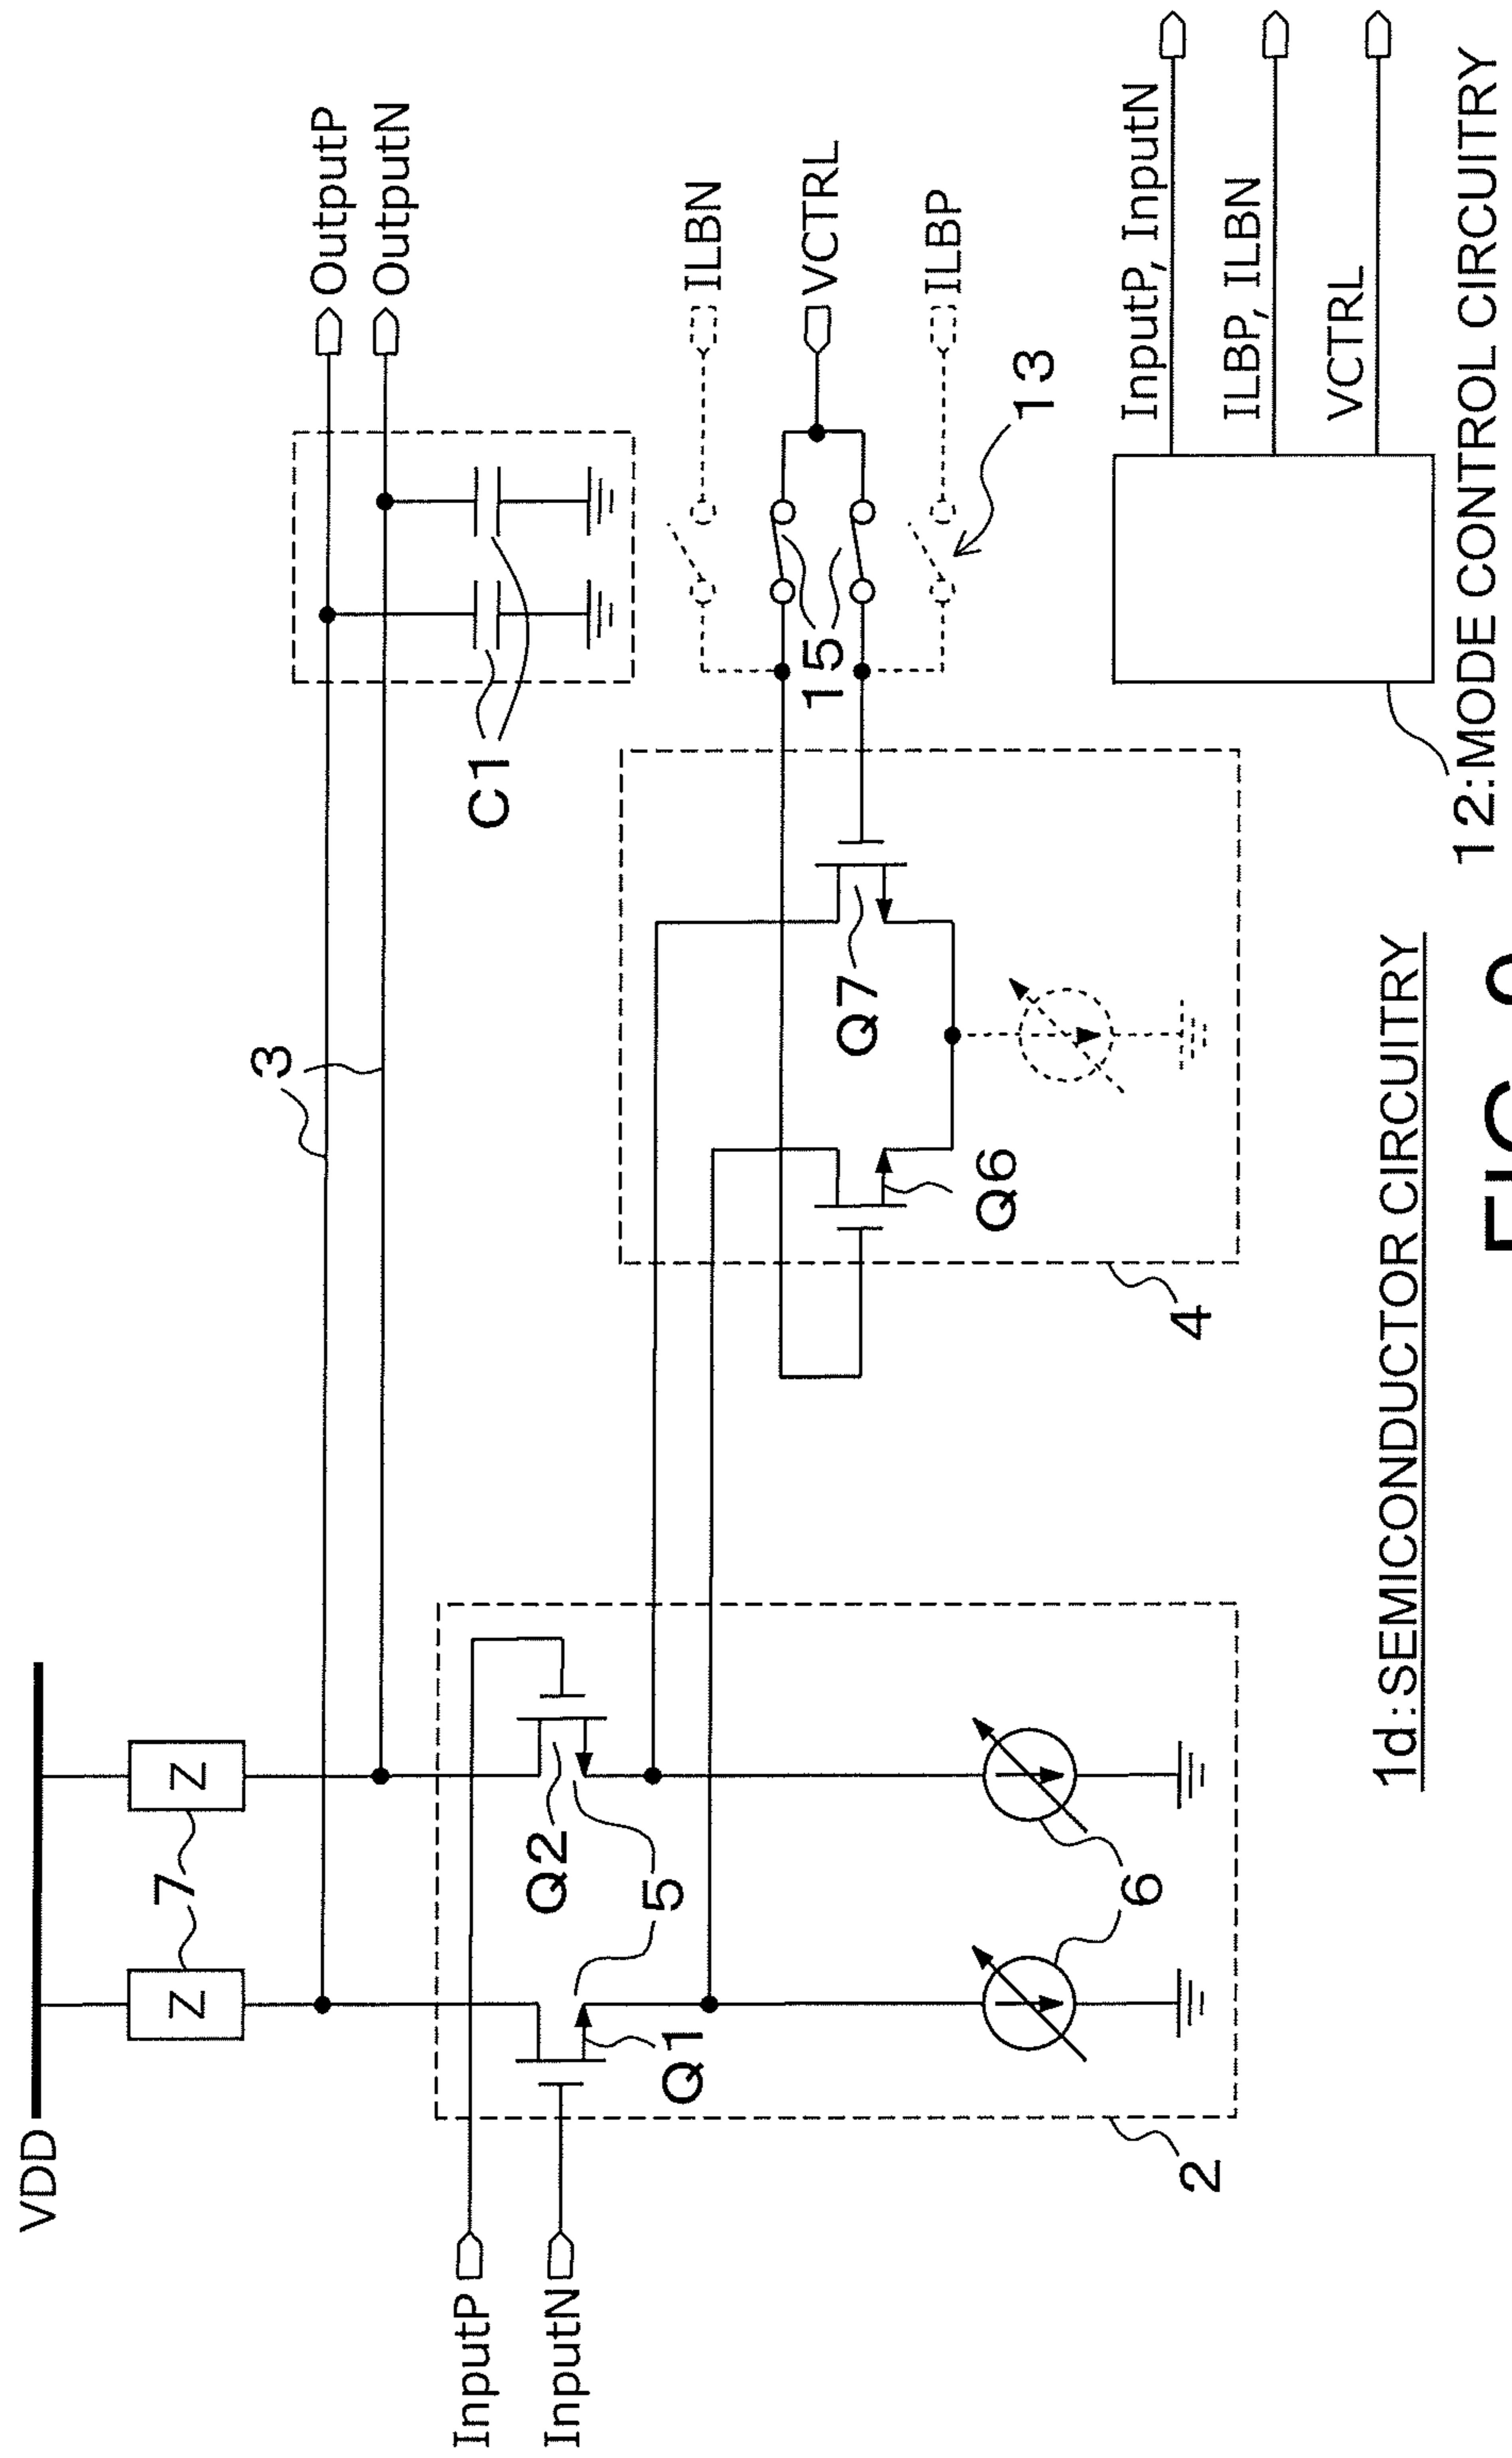 VDD
7
Z
Z
3
OutputP
OutputN
C1
InputP
InputN
Q2
Q1
5
6
2
ILBN
VCTRL
ILBP
15
13
Q7
Q6
4
InputP, InputN
ILBP, ILBN
VCTRL
12:MODE CONTROL CIRCUITRY
1d:SEMICONDUCTOR CIRCUITRY